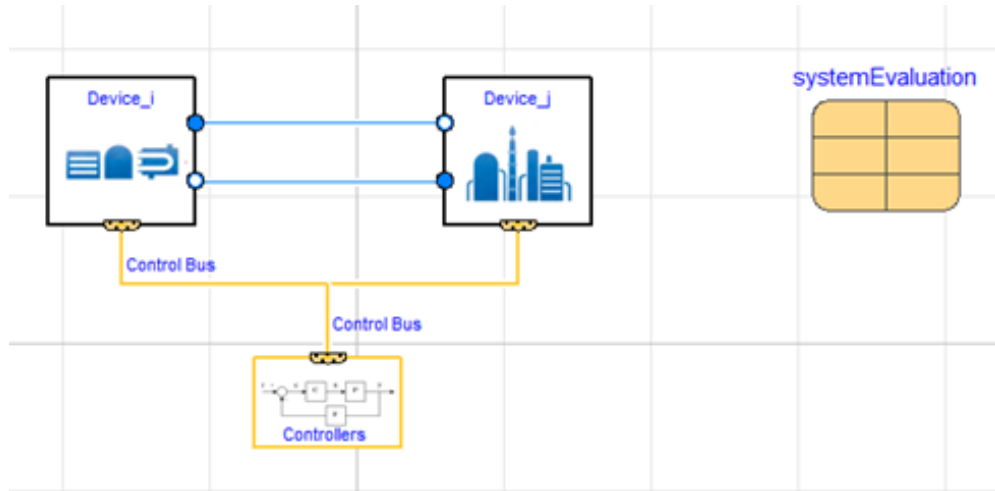 Device_i
Device_j
systemEvaluation
Control Bus
Control Bus
Controllers